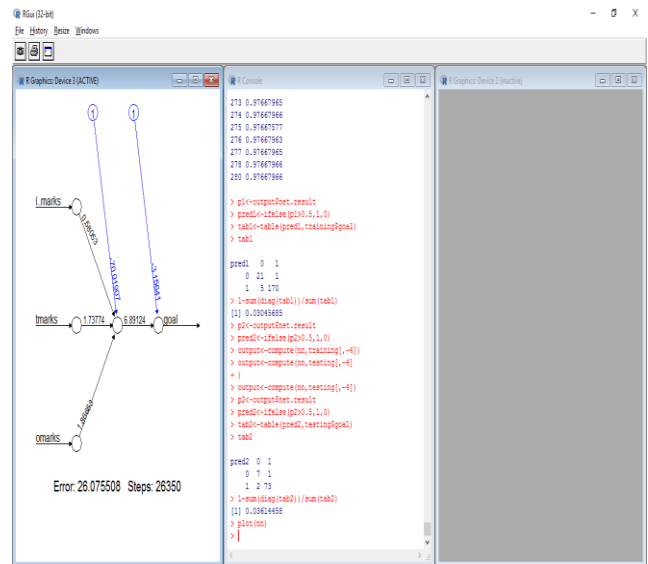 RGui (32-bit)
File History Resize Windows
R Graphics: Device 3 (ACTIVE)
1 1
i.marks
0.58063
-70.01907
-3.15641
tmarks
1.73774
6.89124
goal
omarks
Error: 26.075508 Steps: 26350
R Console
273 0.97667965
274 0.97667966
275 0.97667577
276 0.97667963
277 0.97667965
278 0.97667966
280 0.97667966
> p1<-output$net.result
> pred1<-ifelse(p1>0.5,1,0)
> tab1<-table(pred1,training$goal)
> tab1
pred1 0 1
0 21 1
1 5 170
> 1-sum(diag(tab1))/sum(tab1)
[1] 0.03045685
> p2<-output$net.result
> pred2<-ifelse(p2>0.5,1,0)
> output<-compute(nn,training[,-4])
> output<-compute(nn,testing[,-4]
+ )
> output<-compute(nn,testing[,-4])
> p2<-output$net.result
> pred2<-ifelse(p2>0.5,1,0)
> tab2<-table(pred2,testing$goal)
> tab2
pred2 0 1
0 7 1
1 2 73
> 1-sum(diag(tab2))/sum(tab2)
[1] 0.03614458
> plot(nn)
>
R Graphics: Device 2 (inactive)